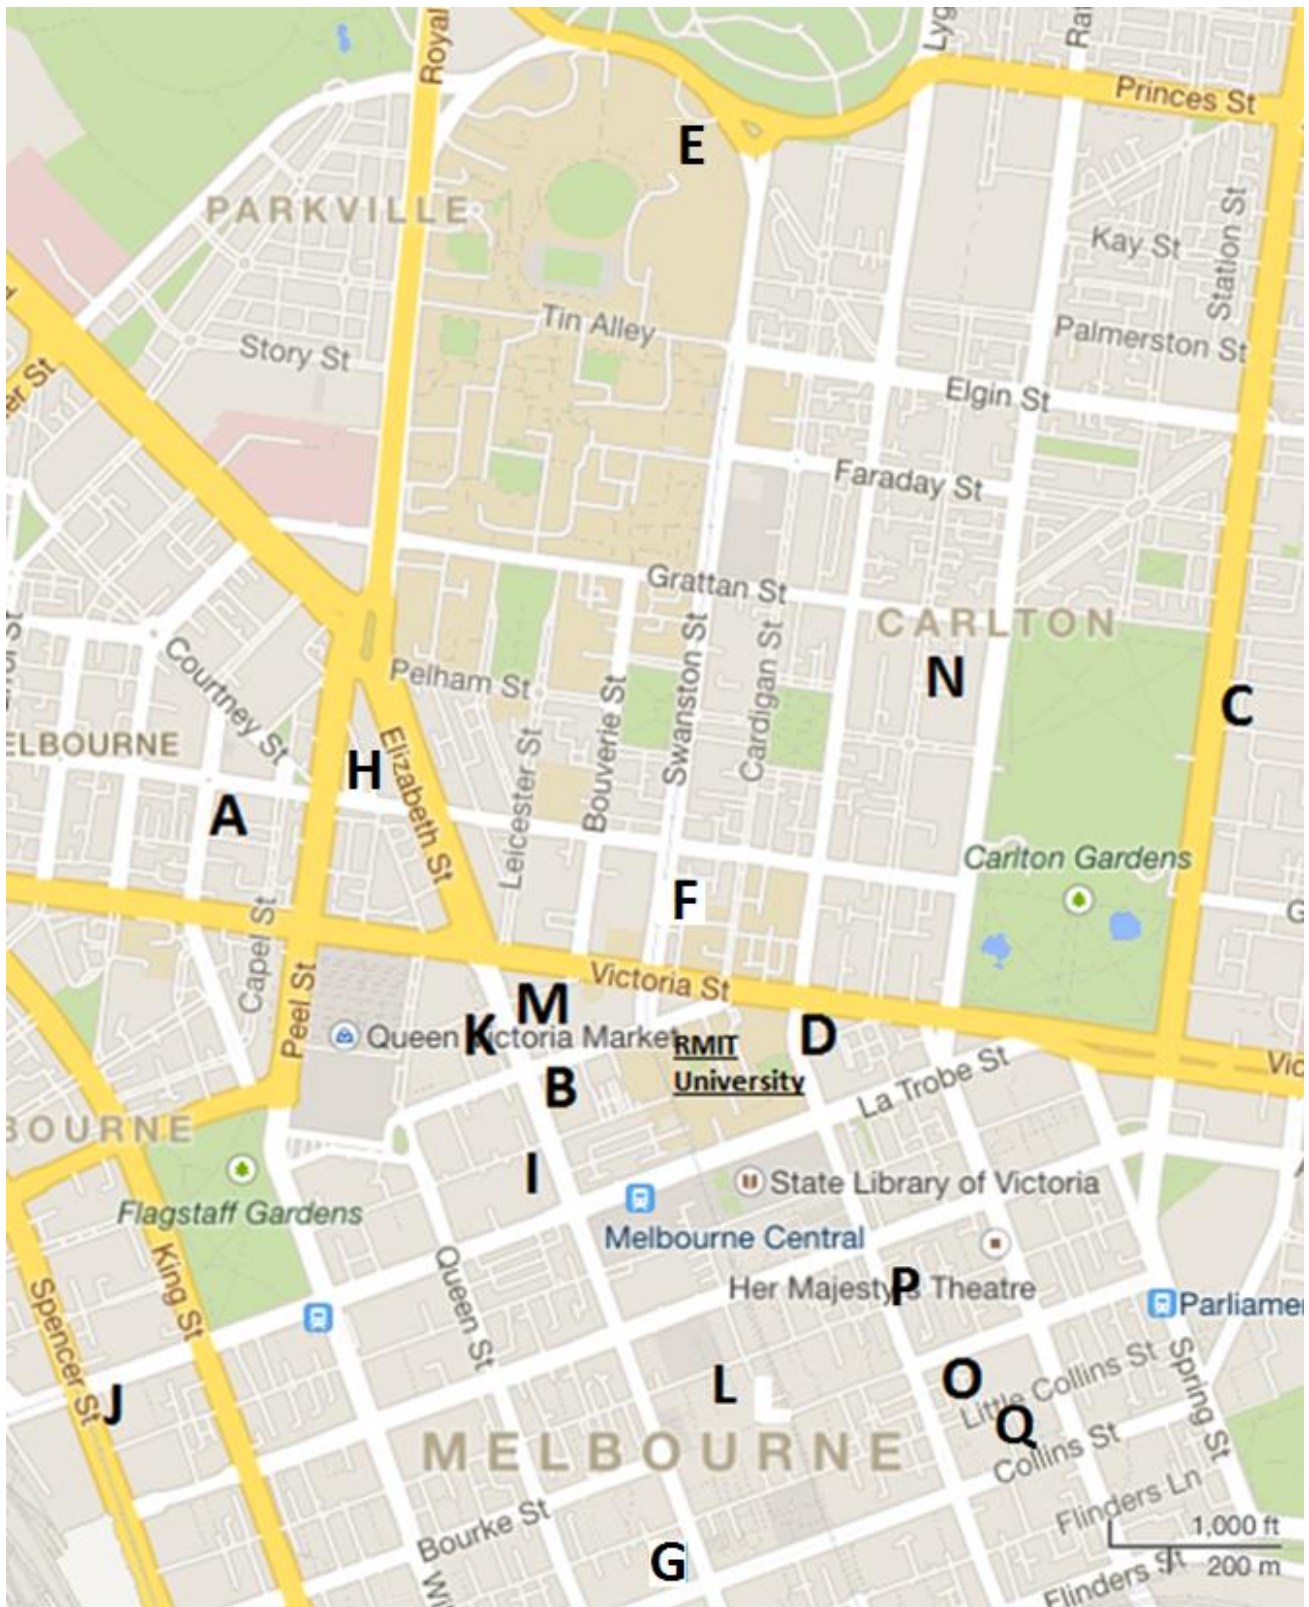 Royal
Lyg
Ra
Princes St
E
PARKVILLE
Station St
Kay St
Tin Alley
Palmerston St
Story St
er St
Elgin St
Faraday St
Grattan St
CARLTON
Courtney St
Pelham St
Swanston St
Cardigan St
N
C
ELBOURNE
H
Elizabeth St
Leicester St
Bouverie St
A
Carlton Gardens
F
G
Capel St
Peel St
Victoria St
M
K
Queen Victoria Market
RMIT
University
D
B
La Trobe St
Vic
BOURNE
I
State Library of Victoria
Flagstaff Gardens
Melbourne Central
King St
Queen St
Her Majesty's Theatre
P
Parliamen
Spencer St
J
L
L
O
Little Collins St
Q
Spring St
MELBOURNE
Collins St
Bourke St
Flinders Ln
G
1,000 ft
200 m
Flinders St
Wi